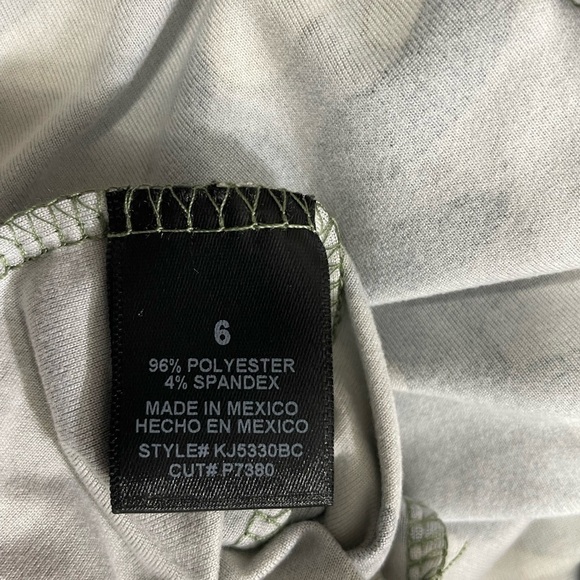 6
96% POLYESTER
4% SPANDEX
MADE IN MEXICO
HECHO EN MEXICO
STYLE# KJ5330BC
CUT# P7380